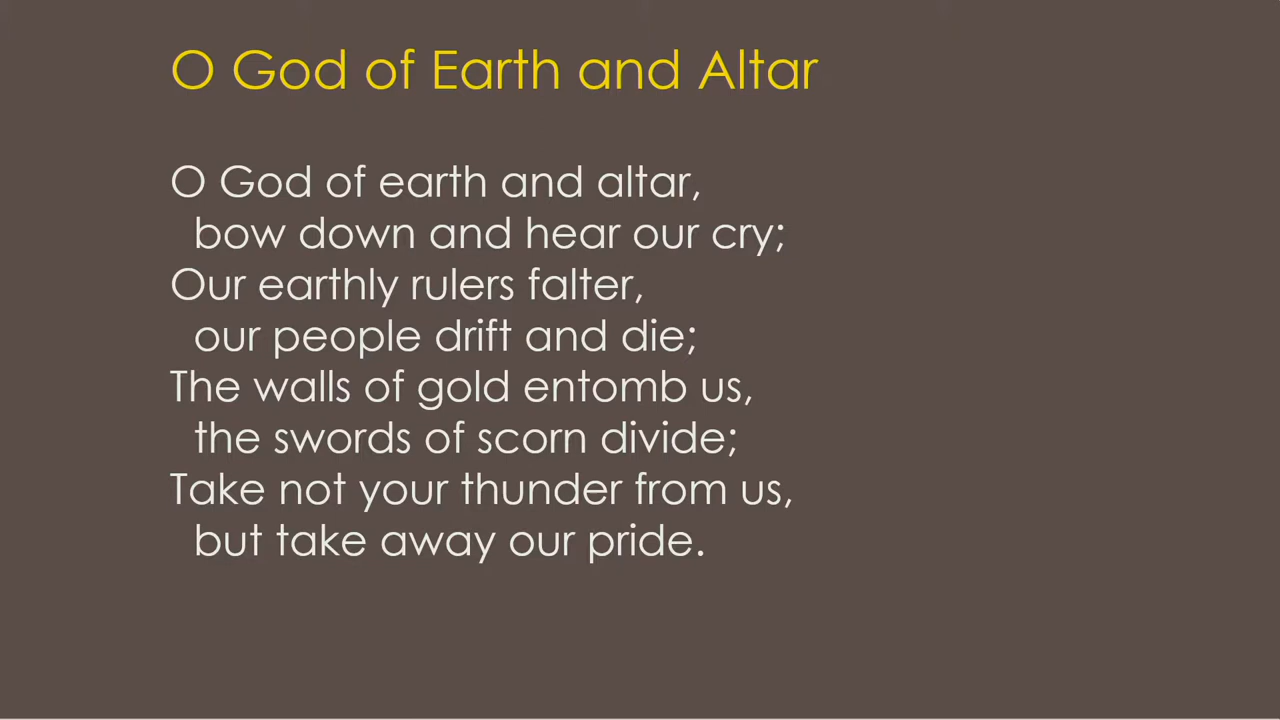 O God of Earth and Altar
O God of earth and altar,
bow down and hear our cry;
Our earthly rulers falter,
our people drift and die;
The walls of gold entomb us,
the swords of scorn divide;
Take not your thunder from us,
but take away our pride.